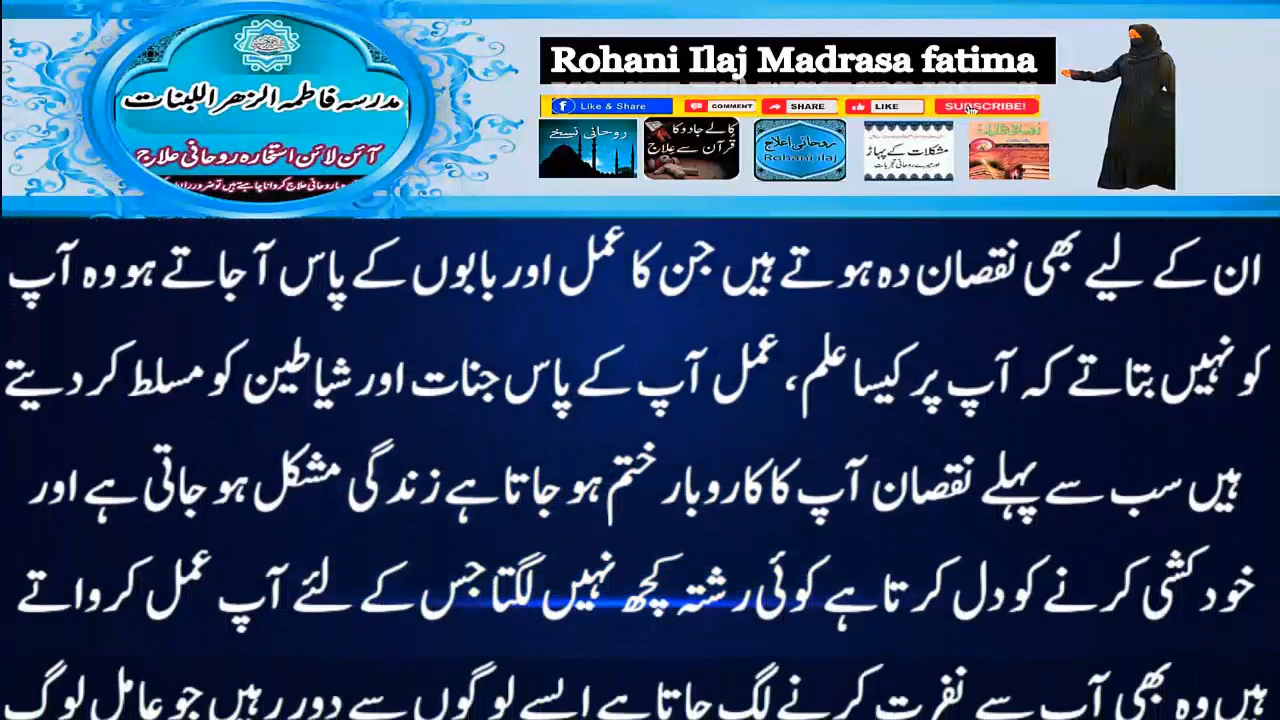 مدرسہ فاطمہ الزھرا للبنات
آئن لائن استخارہ روحانی علاج
Rohani Ilaj Madrasa fatima
Like & Share
COMMENT
SHARE
LIKE
SUBSCRIBE!
روحانی نسخے
کالے جادو کا
قرآن سے علاج
روحانی علاج
Rohani ilaj
مشکلات کے پہاڑ
ان کے لیے بھی نقصان دہ ہوتے ہیں جن کا عمل اور بابوں کے پاس آ جاتے ہو وہ آپ
کو نہیں بتاتے کہ آپ پر کیسا علم، عمل آپ کے پاس جنات اور شیاطین کو مسلط کر دیتے
ہیں سب سے پہلے نقصان آپ کا کاروبار ختم ہو جاتا ہے زندگی مشکل ہو جاتی ہے اور
خود کشی کرنے کو دل کرتا ہے کوئی رشتہ کچھ نہیں لگتا جس کے لئے آپ عمل کرواتے
ہیں وہ بھی آپ سے نفرت کرنے لگ جاتا ہے ایسے لوگوں سے دور رہیں جو عامل لوگ